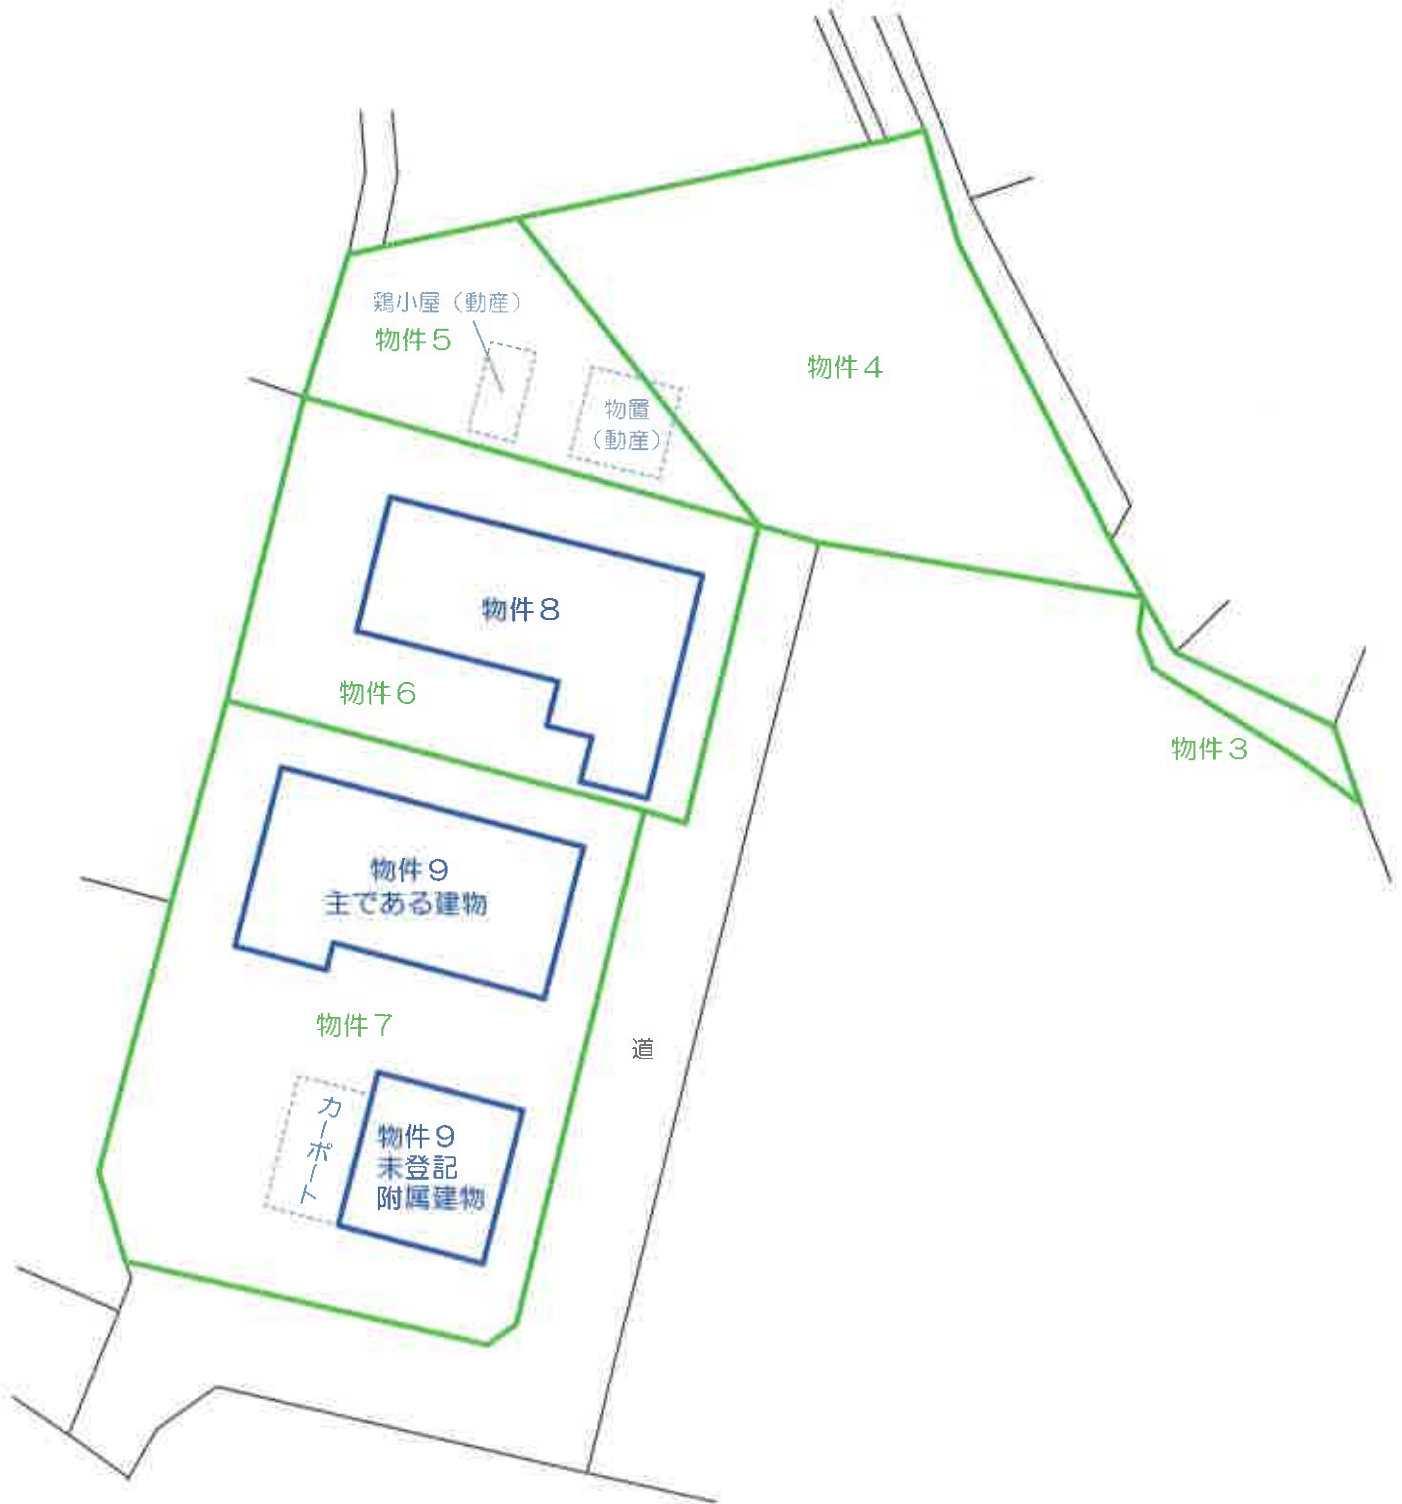 鶏小屋（動産）
物件５
物件４
物置
（動産）
物件８
物件６
物件３
物件９
主である建物
物件７
道
カーポート
物件９
未登記
附属建物